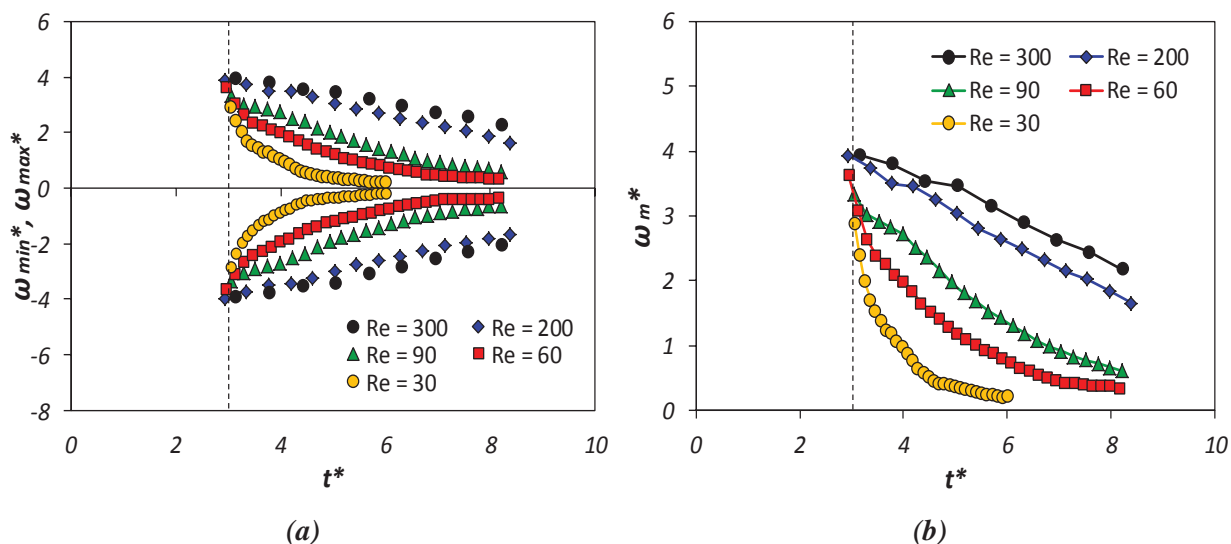 6
4
2
0
-2
-4
-6
-8
0
2
4
6
8
10
ω min*, ω max*
t*
Re = 300
Re = 200
Re = 90
Re = 60
Re = 30
(a)
6
5
4
3
2
1
0
0
2
4
6
8
10
ω m*
t*
Re = 300
Re = 200
Re = 90
Re = 60
Re = 30
(b)